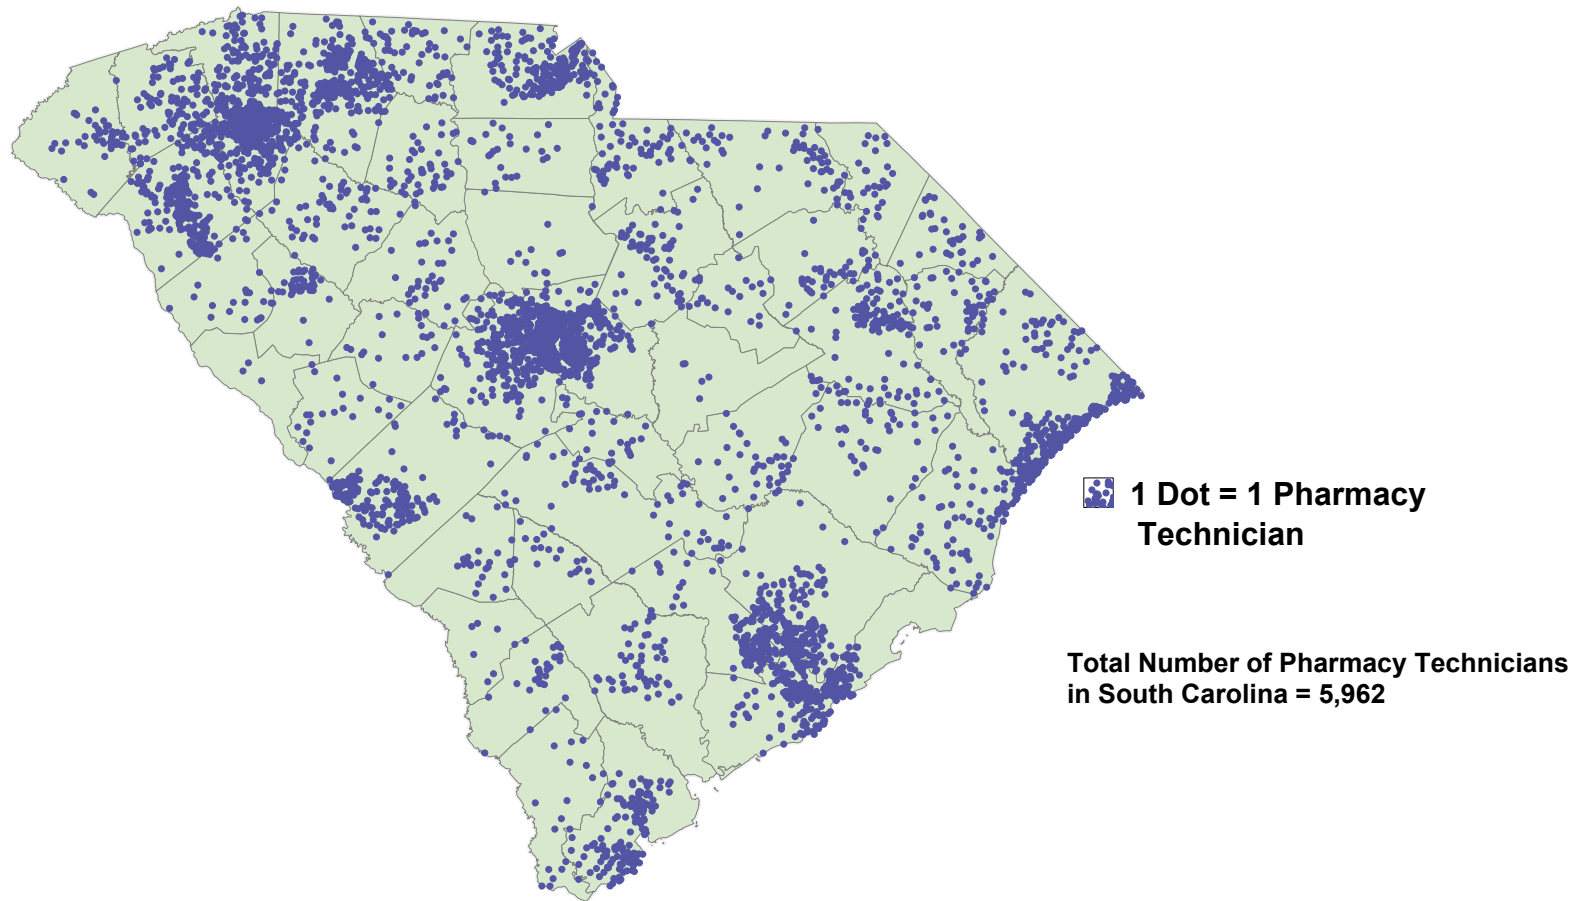 1 Dot = 1 Pharmacy
Technician
Total Number of Pharmacy Technicians
in South Carolina = 5,962